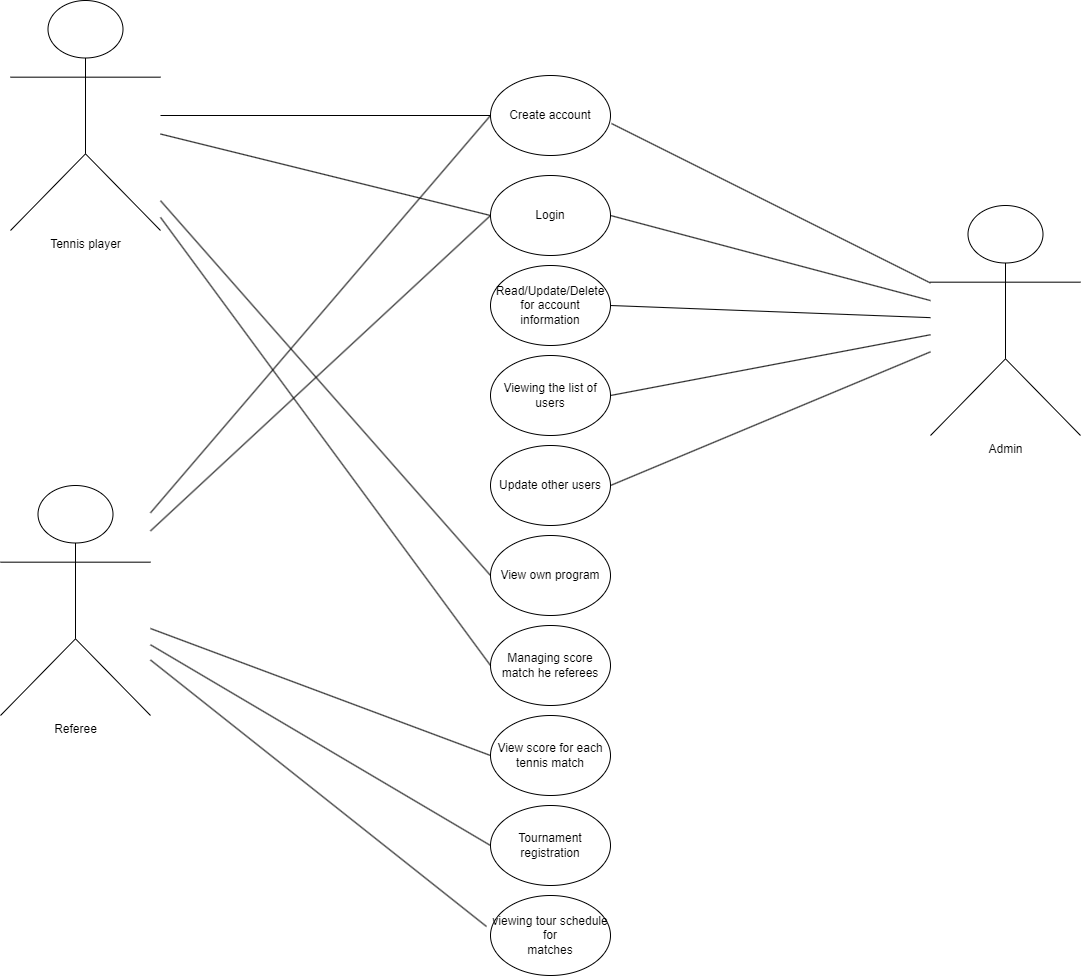 Create account
Login
Tennis player
Read/Update/Delete
for account
information
Viewing the list of
users
Admin
Update other users
View own program
Managing score
match he referees
Referee
View score for each
tennis match
Tournament
registration
viewing tour schedule
for
matches